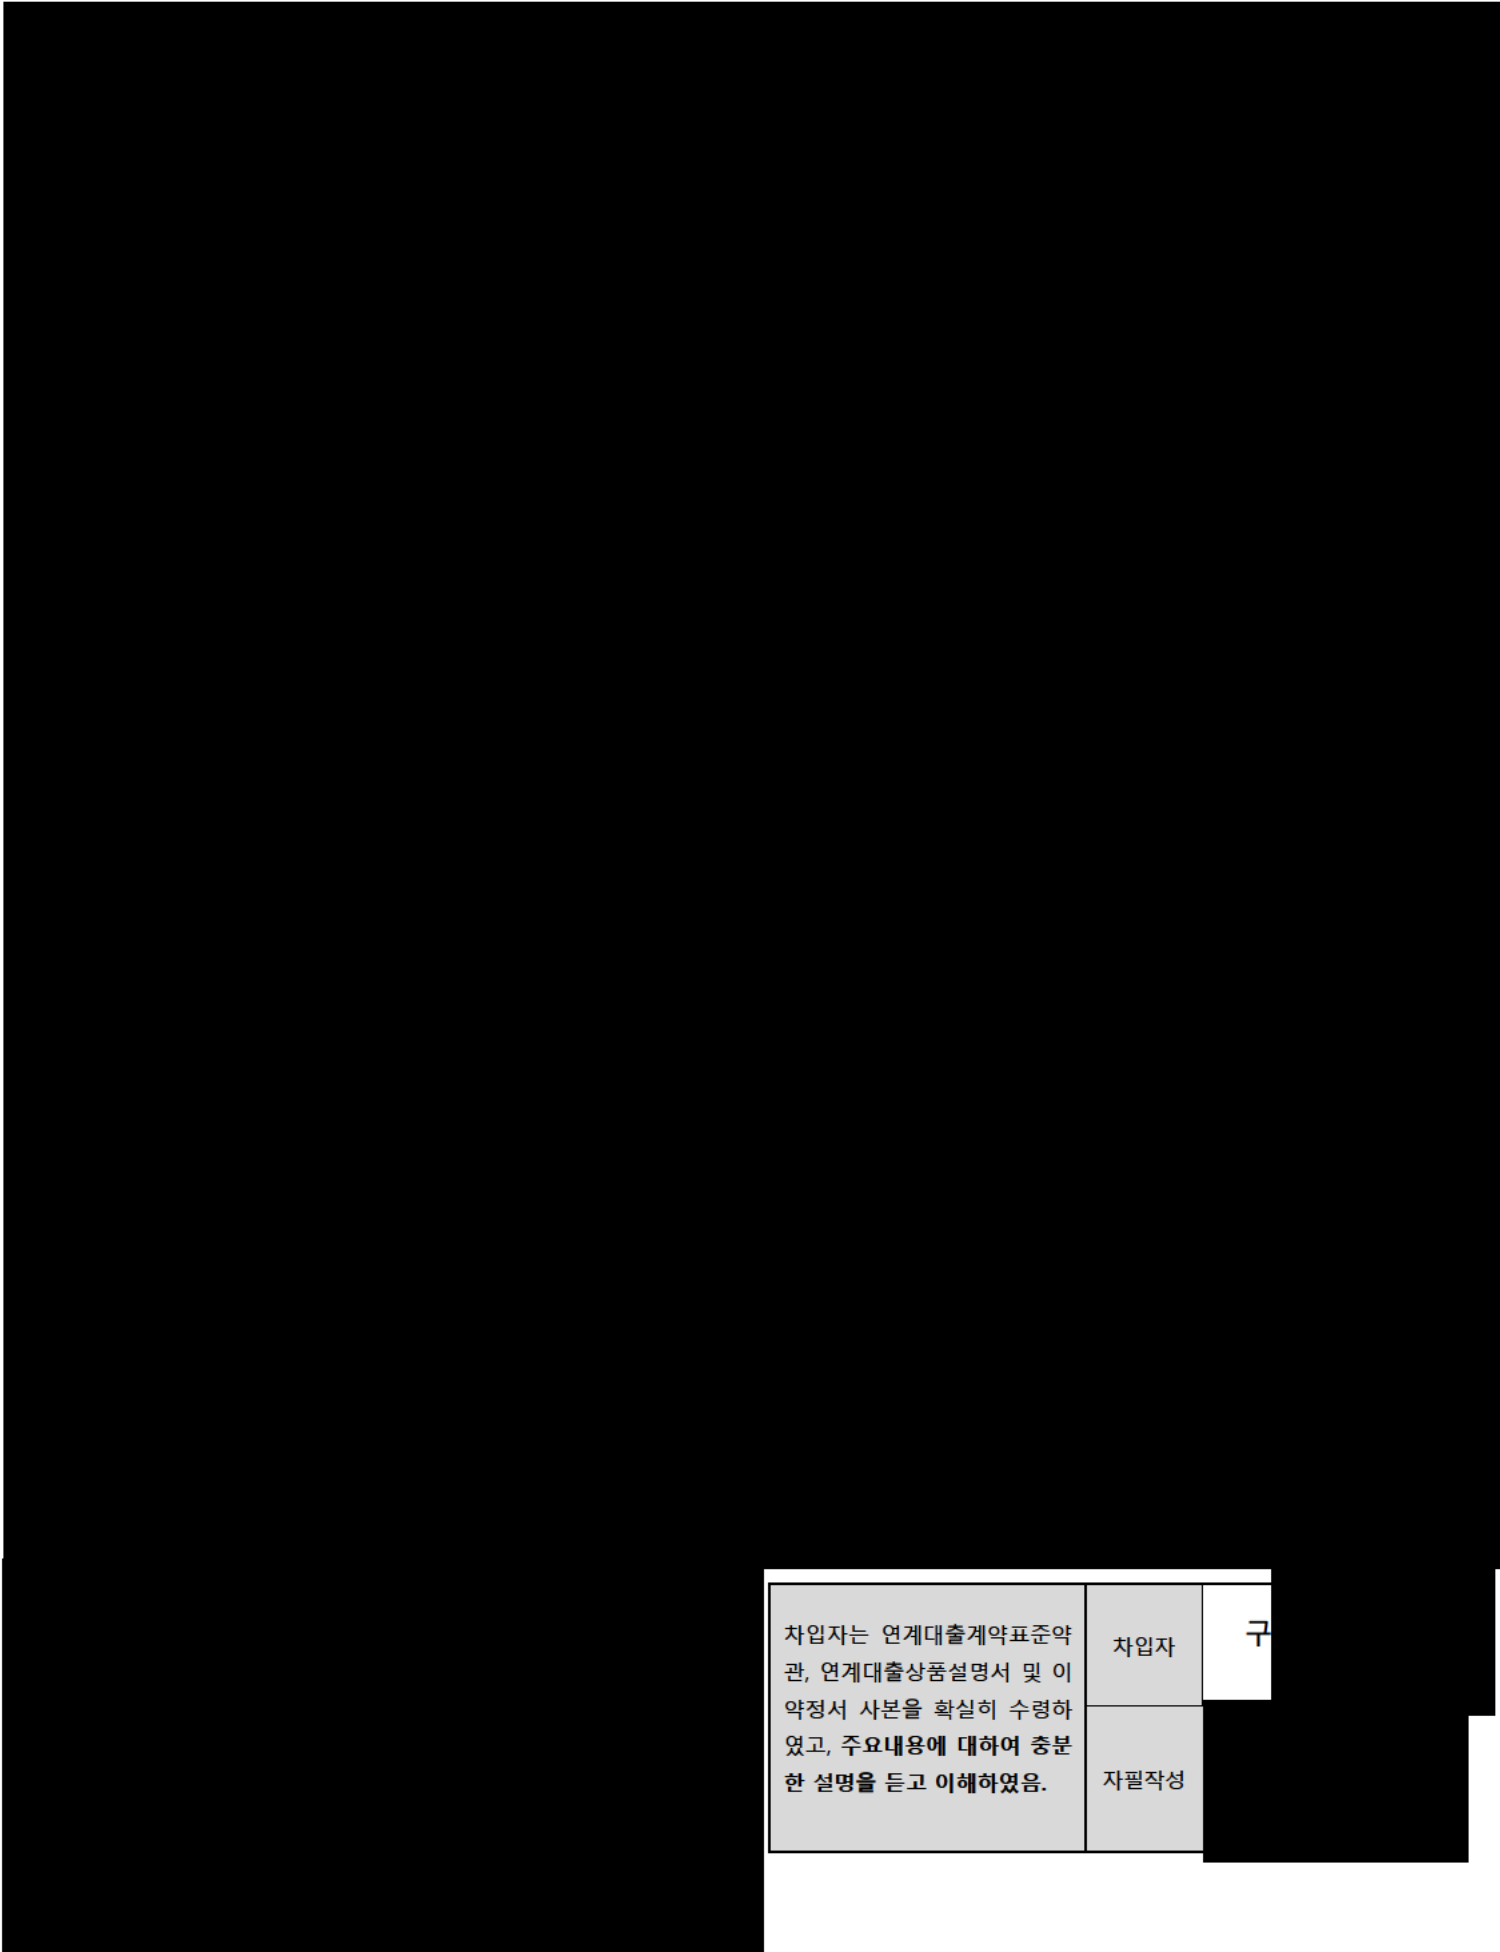 차입자는 연계대출계약표준약
관, 연계대출상품설명서 및 이
약정서 사본을 확실히 수령하
였고, 주요내용에 대하여 충분
한 설명을 듣고 이해하였음.
차입자
구
자필작성